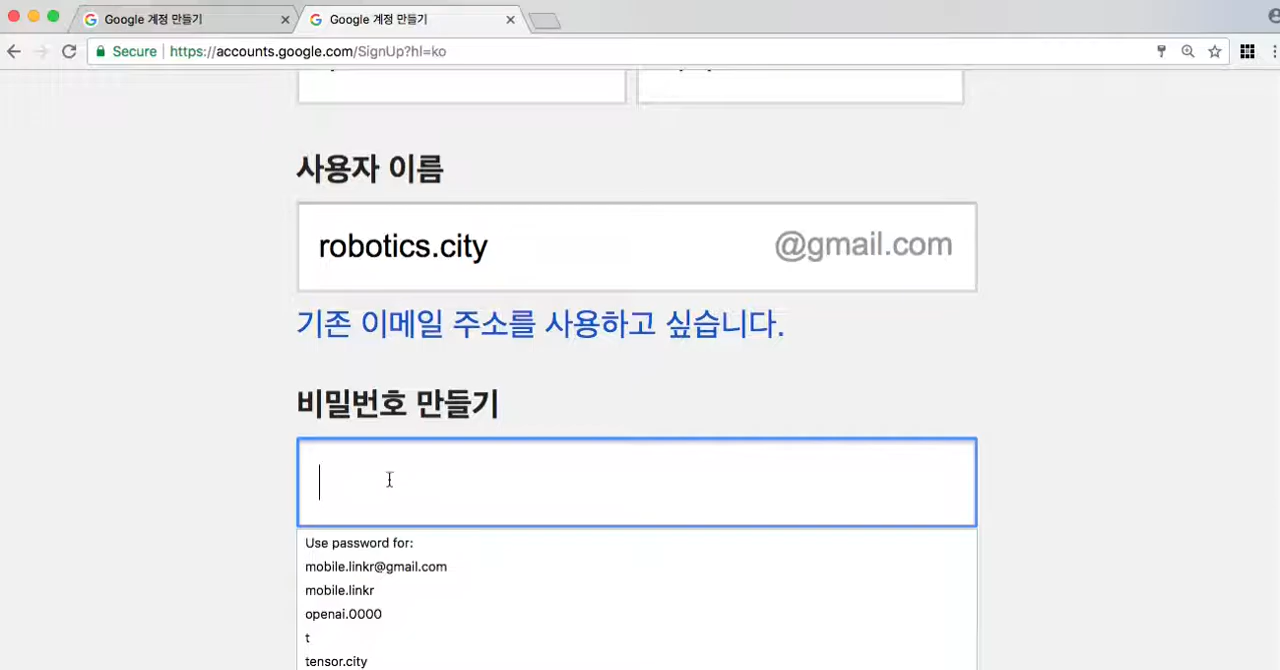 Google 계정 만들기
Google 계정 만들기
Secure
https://accounts.google.com/SignUp?hl=ko
사용자 이름
robotics.city
@gmail.com
기존 이메일 주소를 사용하고 싶습니다.
비밀번호 만들기
Use password for:
mobile.linkr@gmail.com
mobile.linkr
openai.0000
t
tensor.city